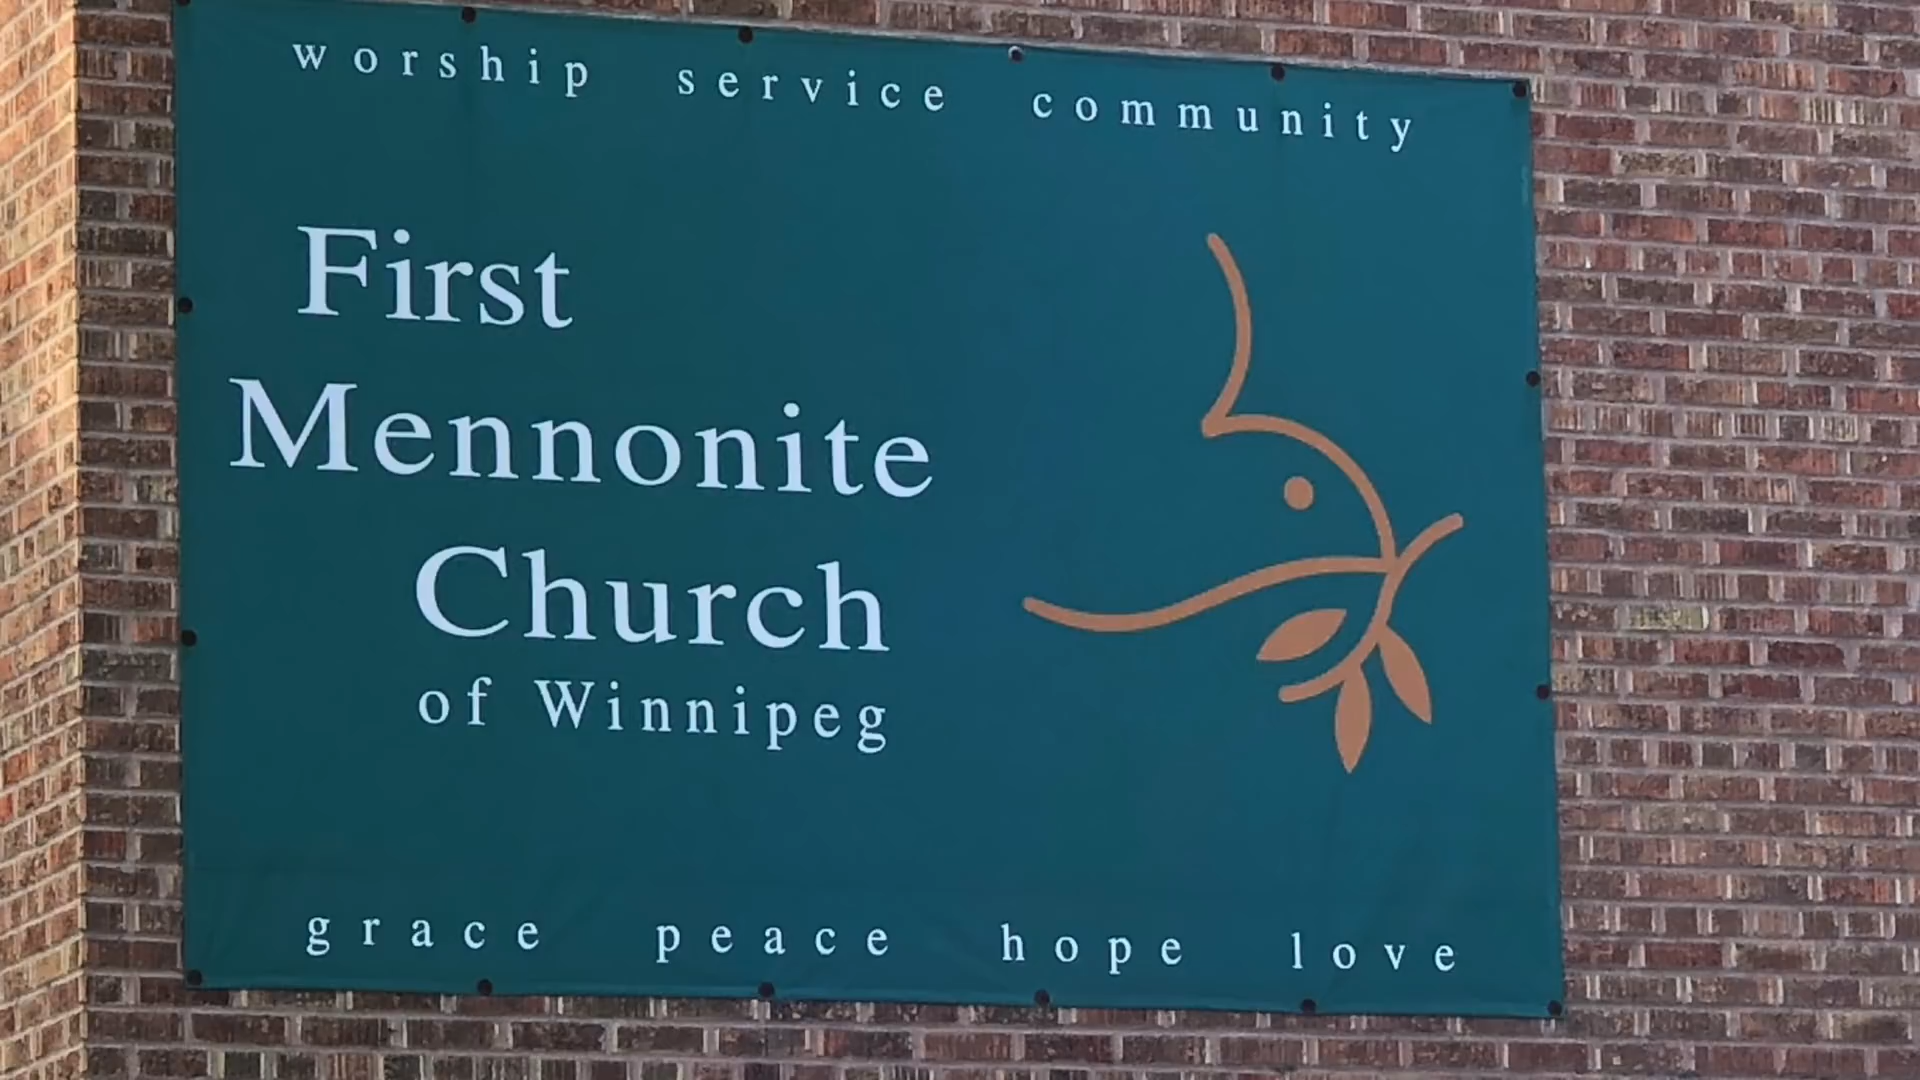 worship service community
First
Mennonite
Church
of Winnipeg
grace peace hope love